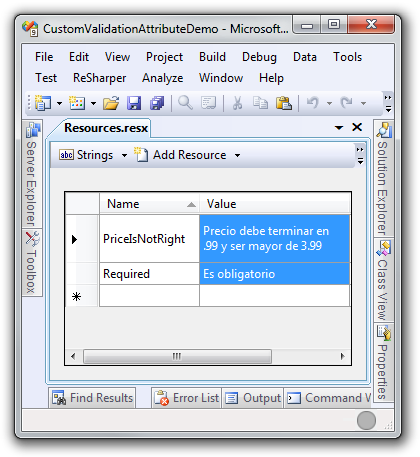 CustomValidationAttributeDemo - Microsoft...
File Edit View Project Build Debug Data Tools
Test ReSharper Analyze Window Help
Resources.resx
abc Strings Add Resource
Name Value
PriceIsNotRight Precio debe terminar en
.99 y ser mayor de 3.99
Required Es obligatorio
Server Explorer
Toolbox
Solution Explorer
Class View
Properties
Find Results Error List Output Command W